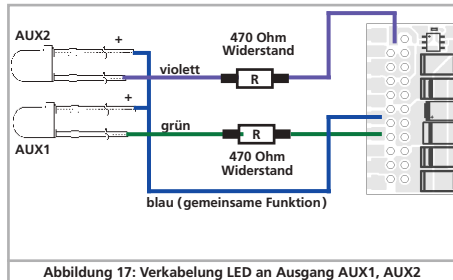 AUX2
+
470 Ohm
Widerstand
violett
R
+
grün
R
AUX1
470 Ohm
Widerstand
blau (gemeinsame Funktion)
Abbildung 17: Verkabelung LED an Ausgang AUX1, AUX2